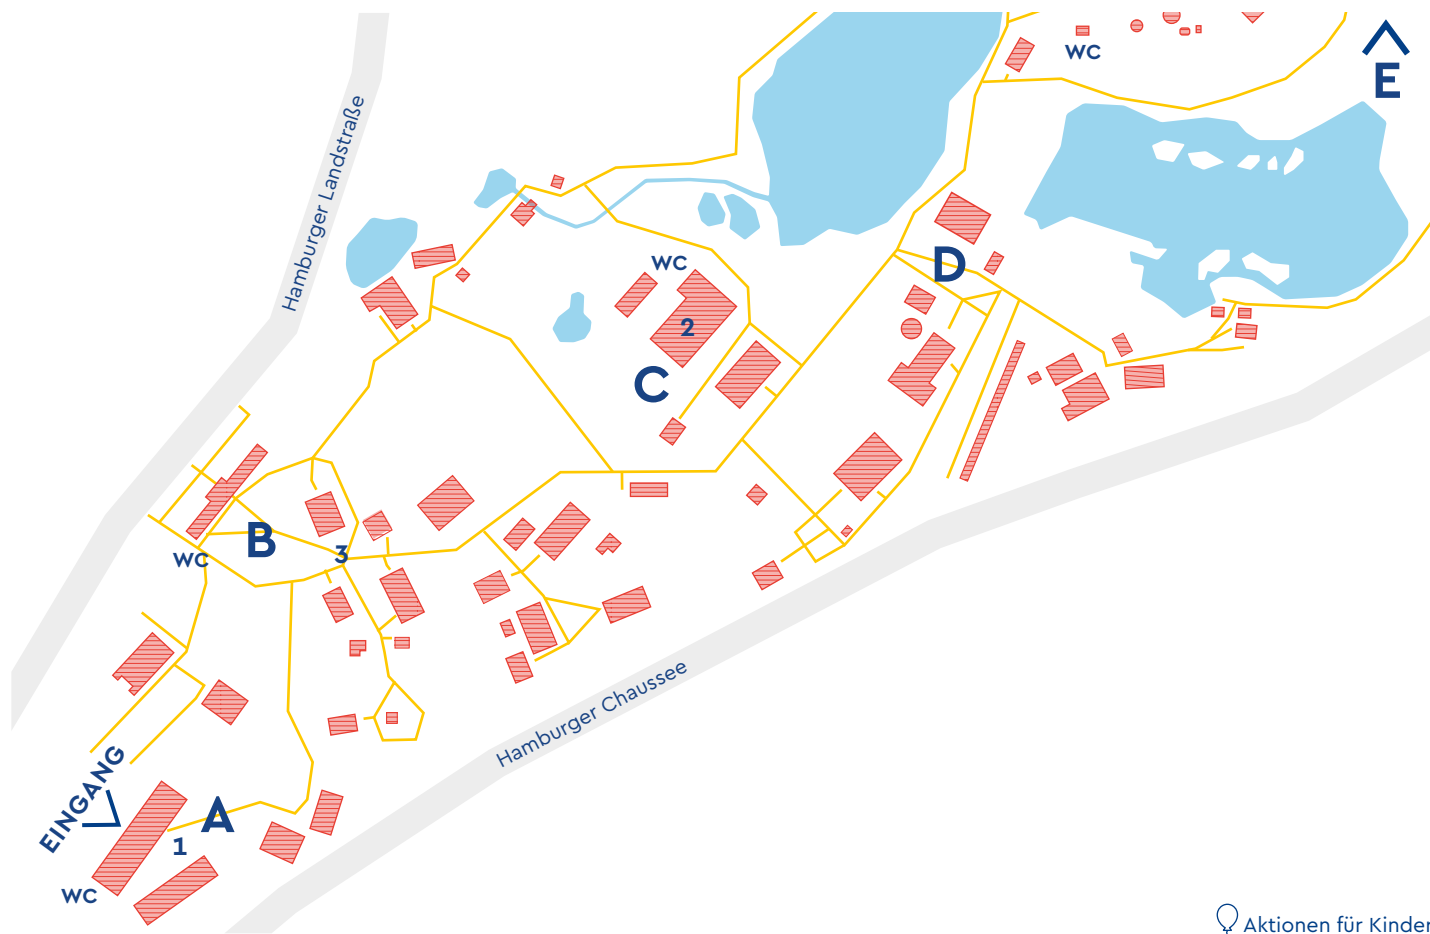 WC
E
Hamburger Landstraße
WC
D
2
C
B
3
WC
Hamburger Chaussee
EINGANG
A
1
WC
Aktionen für Kinder